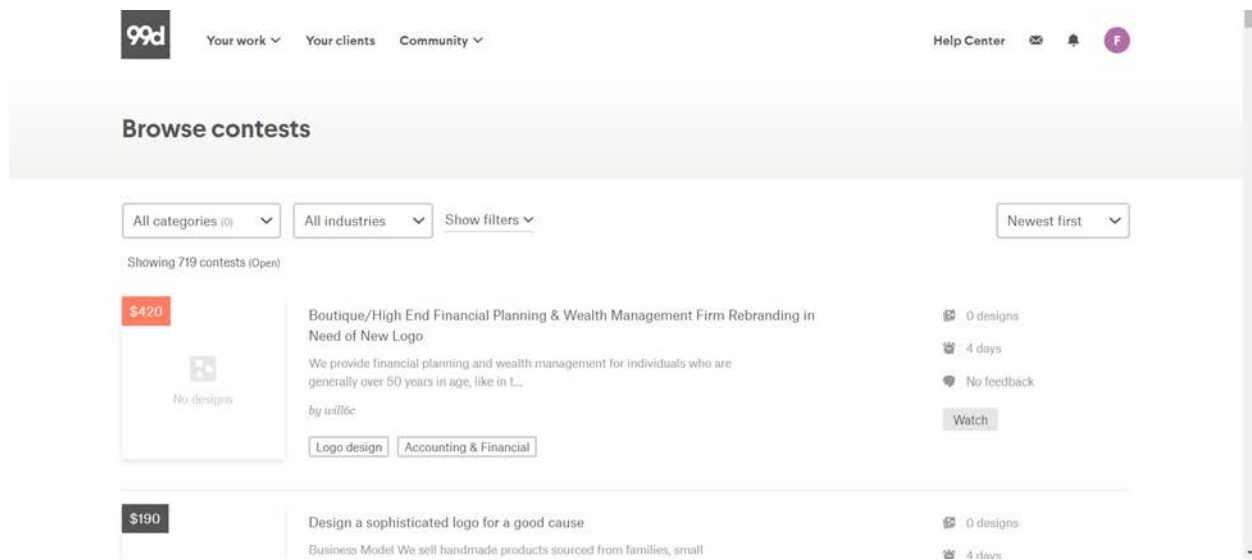 99d
Your work
Your clients
Community
Help Center
F
Browse contests
All categories (0)
All industries
Show filters
Newest first
Showing 719 contests (Open)
$420
No designs
Boutique/High End Financial Planning & Wealth Management Firm Rebranding in
Need of New Logo
We provide financial planning and wealth management for individuals who are
generally over 50 years in age, like in t...
by will6c
Logo design
Accounting & Financial
0 designs
4 days
No feedback
Watch
$190
Design a sophisticated logo for a good cause
Business Model We sell handmade products sourced from families, small
0 designs
4 days